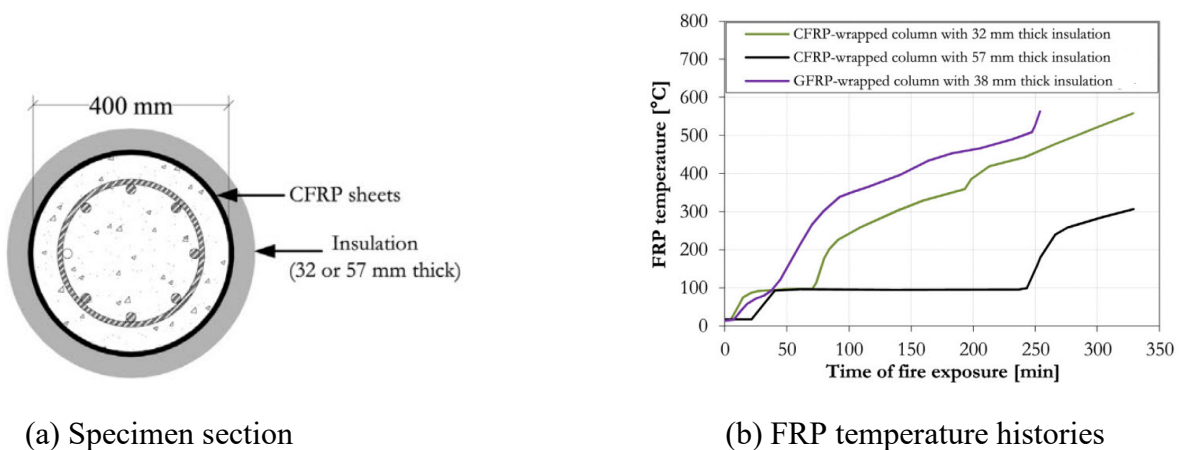 400 mm
CFRP sheets
Insulation
(32 or 57 mm thick)
(a) Specimen section
FRP temperature [°C]
800
700
600
500
400
300
200
100
0
CFRP-wrapped column with 32 mm thick insulation
CFRP-wrapped column with 57 mm thick insulation
GFRP-wrapped column with 38 mm thick insulation
0 50 100 150 200 250 300 350
Time of fire exposure [min]
(b) FRP temperature histories